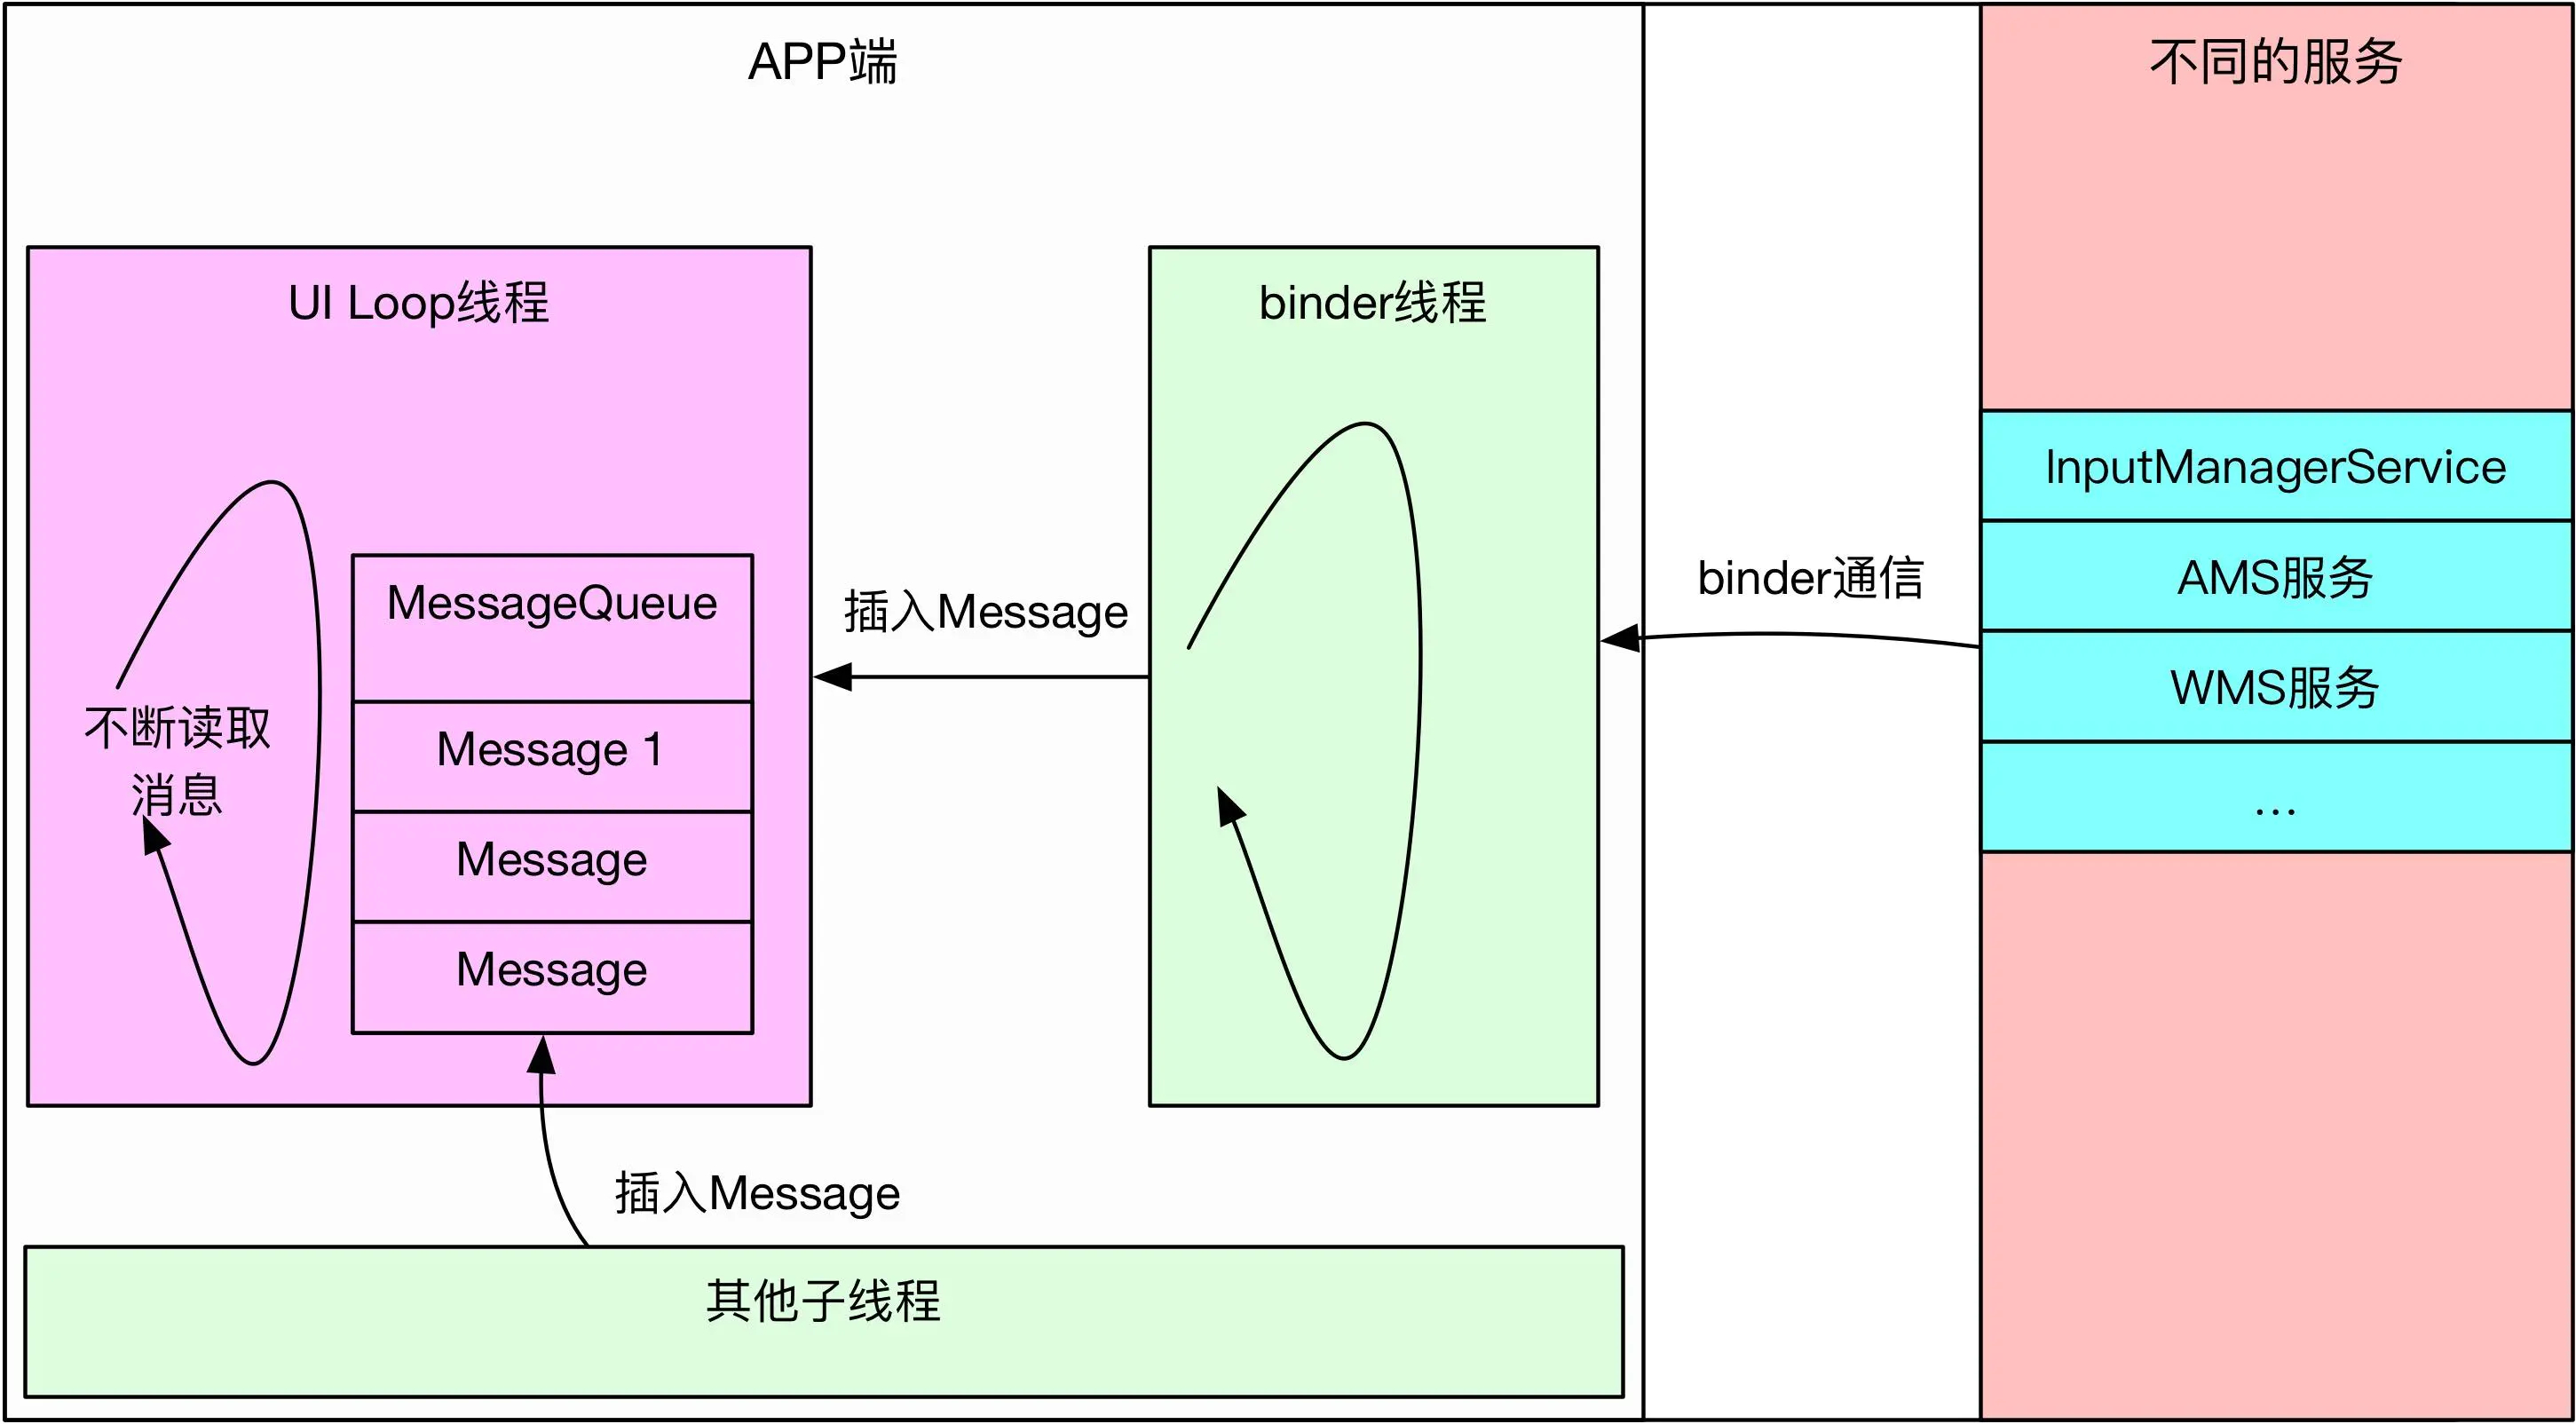 APP端
不同的服务
UI Loop线程
binder线程
不断读取
消息
MessageQueue
Message 1
Message
Message
插入Message
binder通信
InputManagerService
AMS服务
WMS服务
...
插入Message
其他子线程